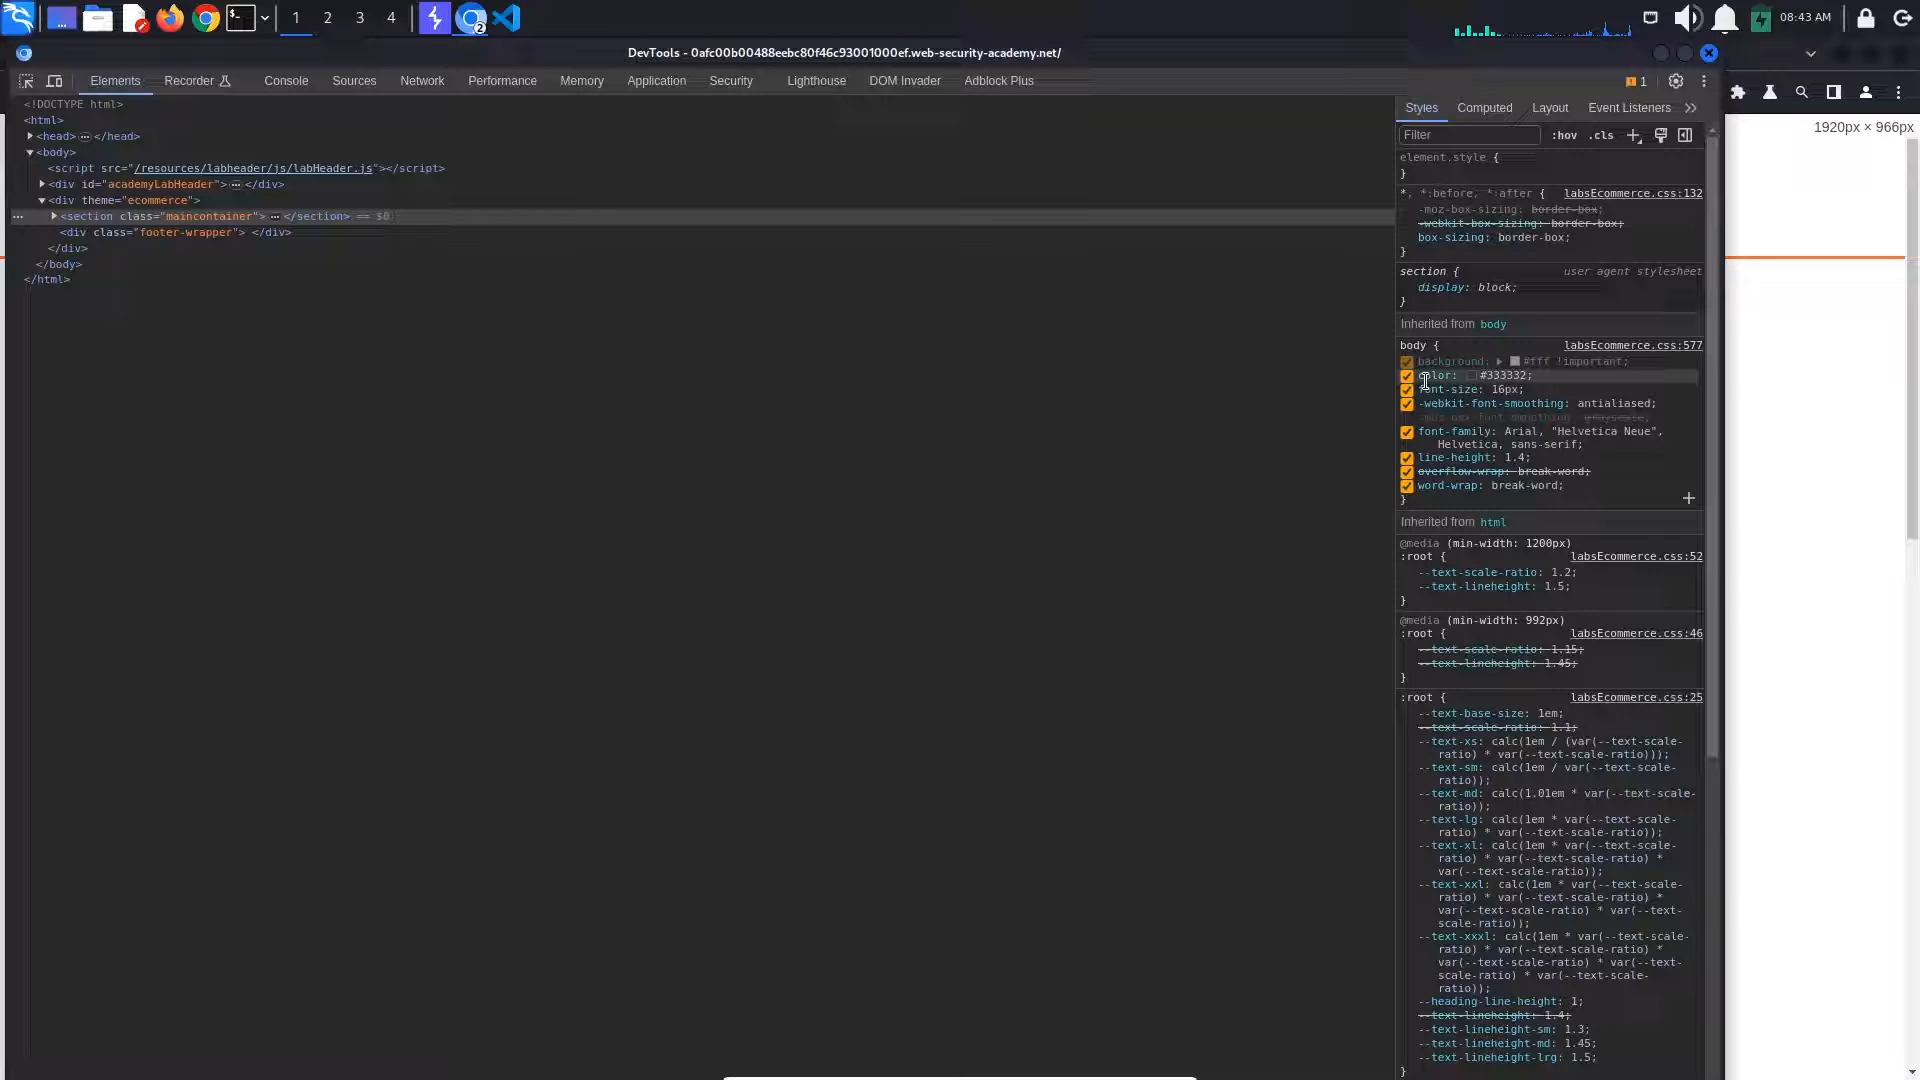 1 2 3 4
2
08:43 AM
DevTools - 0afc00b00488eebc80f46c93001000ef.web-security-academy.net/
Elements Recorder Console Sources Network Performance Memory Application Security Lighthouse DOM Invader Adblock Plus
1
1920px × 966px
<!DOCTYPE html>
<html>
<head> ⋯ </head>
<body>
<script src="/resources/labheader/js/labHeader.js"></script>
<div id="academyLabHeader"> ⋯ </div>
<div theme="ecommerce">
<section class="maincontainer"> ⋯ </section> == $0
<div class="footer-wrapper"> </div>
</div>
</body>
</html>
Styles Computed Layout Event Listeners
Filter :hov .cls
element.style {
}
*, *:before, *:after { labsEcommerce.css:132
-moz-box-sizing: border-box;
-webkit-box-sizing: border-box;
box-sizing: border-box;
}
section { user agent stylesheet
display: block;
}
Inherited from body
body { labsEcommerce.css:577
background: #fff !important;
color: #333332;
font-size: 16px;
-webkit-font-smoothing: antialiased;
font-family: Arial, "Helvetica Neue",
Helvetica, sans-serif;
line-height: 1.4;
overflow-wrap: break-word;
word-wrap: break-word;
}
Inherited from html
@media (min-width: 1200px)
:root { labsEcommerce.css:52
--text-scale-ratio: 1.2;
--text-lineheight: 1.5;
}
@media (min-width: 992px)
:root { labsEcommerce.css:46
--text-scale-ratio: 1.15;
--text-lineheight: 1.45;
}
:root { labsEcommerce.css:25
--text-base-size: 1em;
--text-scale-ratio: 1.1;
--text-xs: calc(1em / (var(--text-scale-
ratio) * var(--text-scale-ratio)));
--text-sm: calc(1em / var(--text-scale-
ratio));
--text-md: calc(1.01em * var(--text-scale-
ratio));
--text-lg: calc(1em * var(--text-scale-
ratio) * var(--text-scale-ratio));
--text-xl: calc(1em * var(--text-scale-
ratio) * var(--text-scale-ratio) *
var(--text-scale-ratio));
--text-xxl: calc(1em * var(--text-scale-
ratio) * var(--text-scale-ratio) *
var(--text-scale-ratio) * var(--text-
scale-ratio));
--text-xxxl: calc(1em * var(--text-scale-
ratio) * var(--text-scale-ratio) *
var(--text-scale-ratio) * var(--text-
scale-ratio) * var(--text-scale-
ratio));
--heading-line-height: 1;
--text-lineheight: 1.4;
--text-lineheight-sm: 1.3;
--text-lineheight-md: 1.45;
--text-lineheight-lrg: 1.5;
}